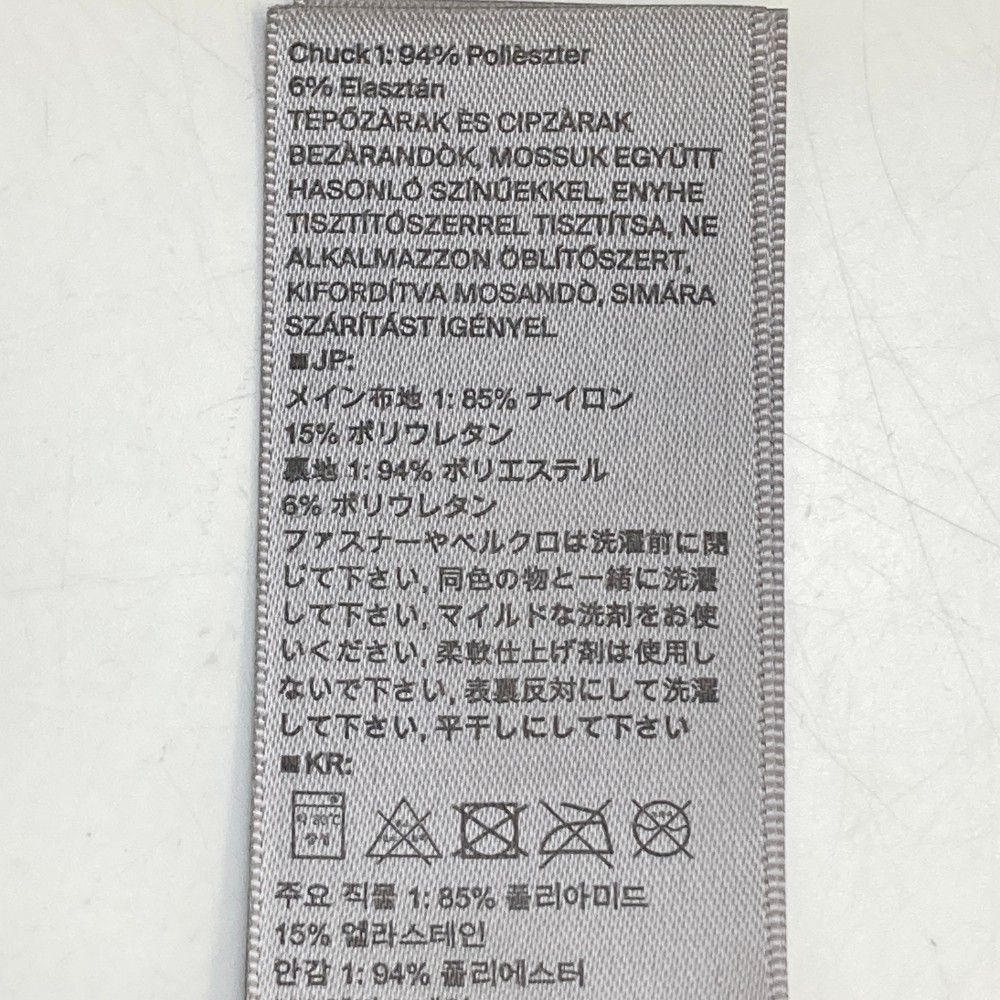 Chuck 1: 94% Polièszter
6% Elasztán
TÉPŐZÀRAK ÉS CIPZÀRAK
BEZÀRANDÒK, MOSSUK EGYÜTT
HASONLÓ SZÍNŰEKKEL, ENYHE
TISZTÍTÓSZERREL TISZTÍTSA, NE
ALKALMAZZON ÖBLÍTŐSZERT,
KIFORDÍTVA MOSANDÒ, SIMÁRA
SZÁRÍTÁST IGÉNYEL
■JP:
メイン布地 1: 85% ナイロン
15% ポリウレタン
裏地 1: 94% ポリエステル
6% ポリウレタン
ファスナーやベルクロは洗濯前に閉
じて下さい, 同色の物と一緒に洗濯
して下さい, マイルドな洗剤をお使
いください, 柔軟仕上げ剤は使用し
ないで下さい, 表裏反対にして洗濯
して下さい, 平干しにして下さい
■KR:
주요 직물 1: 85% 폴리아미드
15% 엘라스테인
안감 1: 94% 폴리에스터